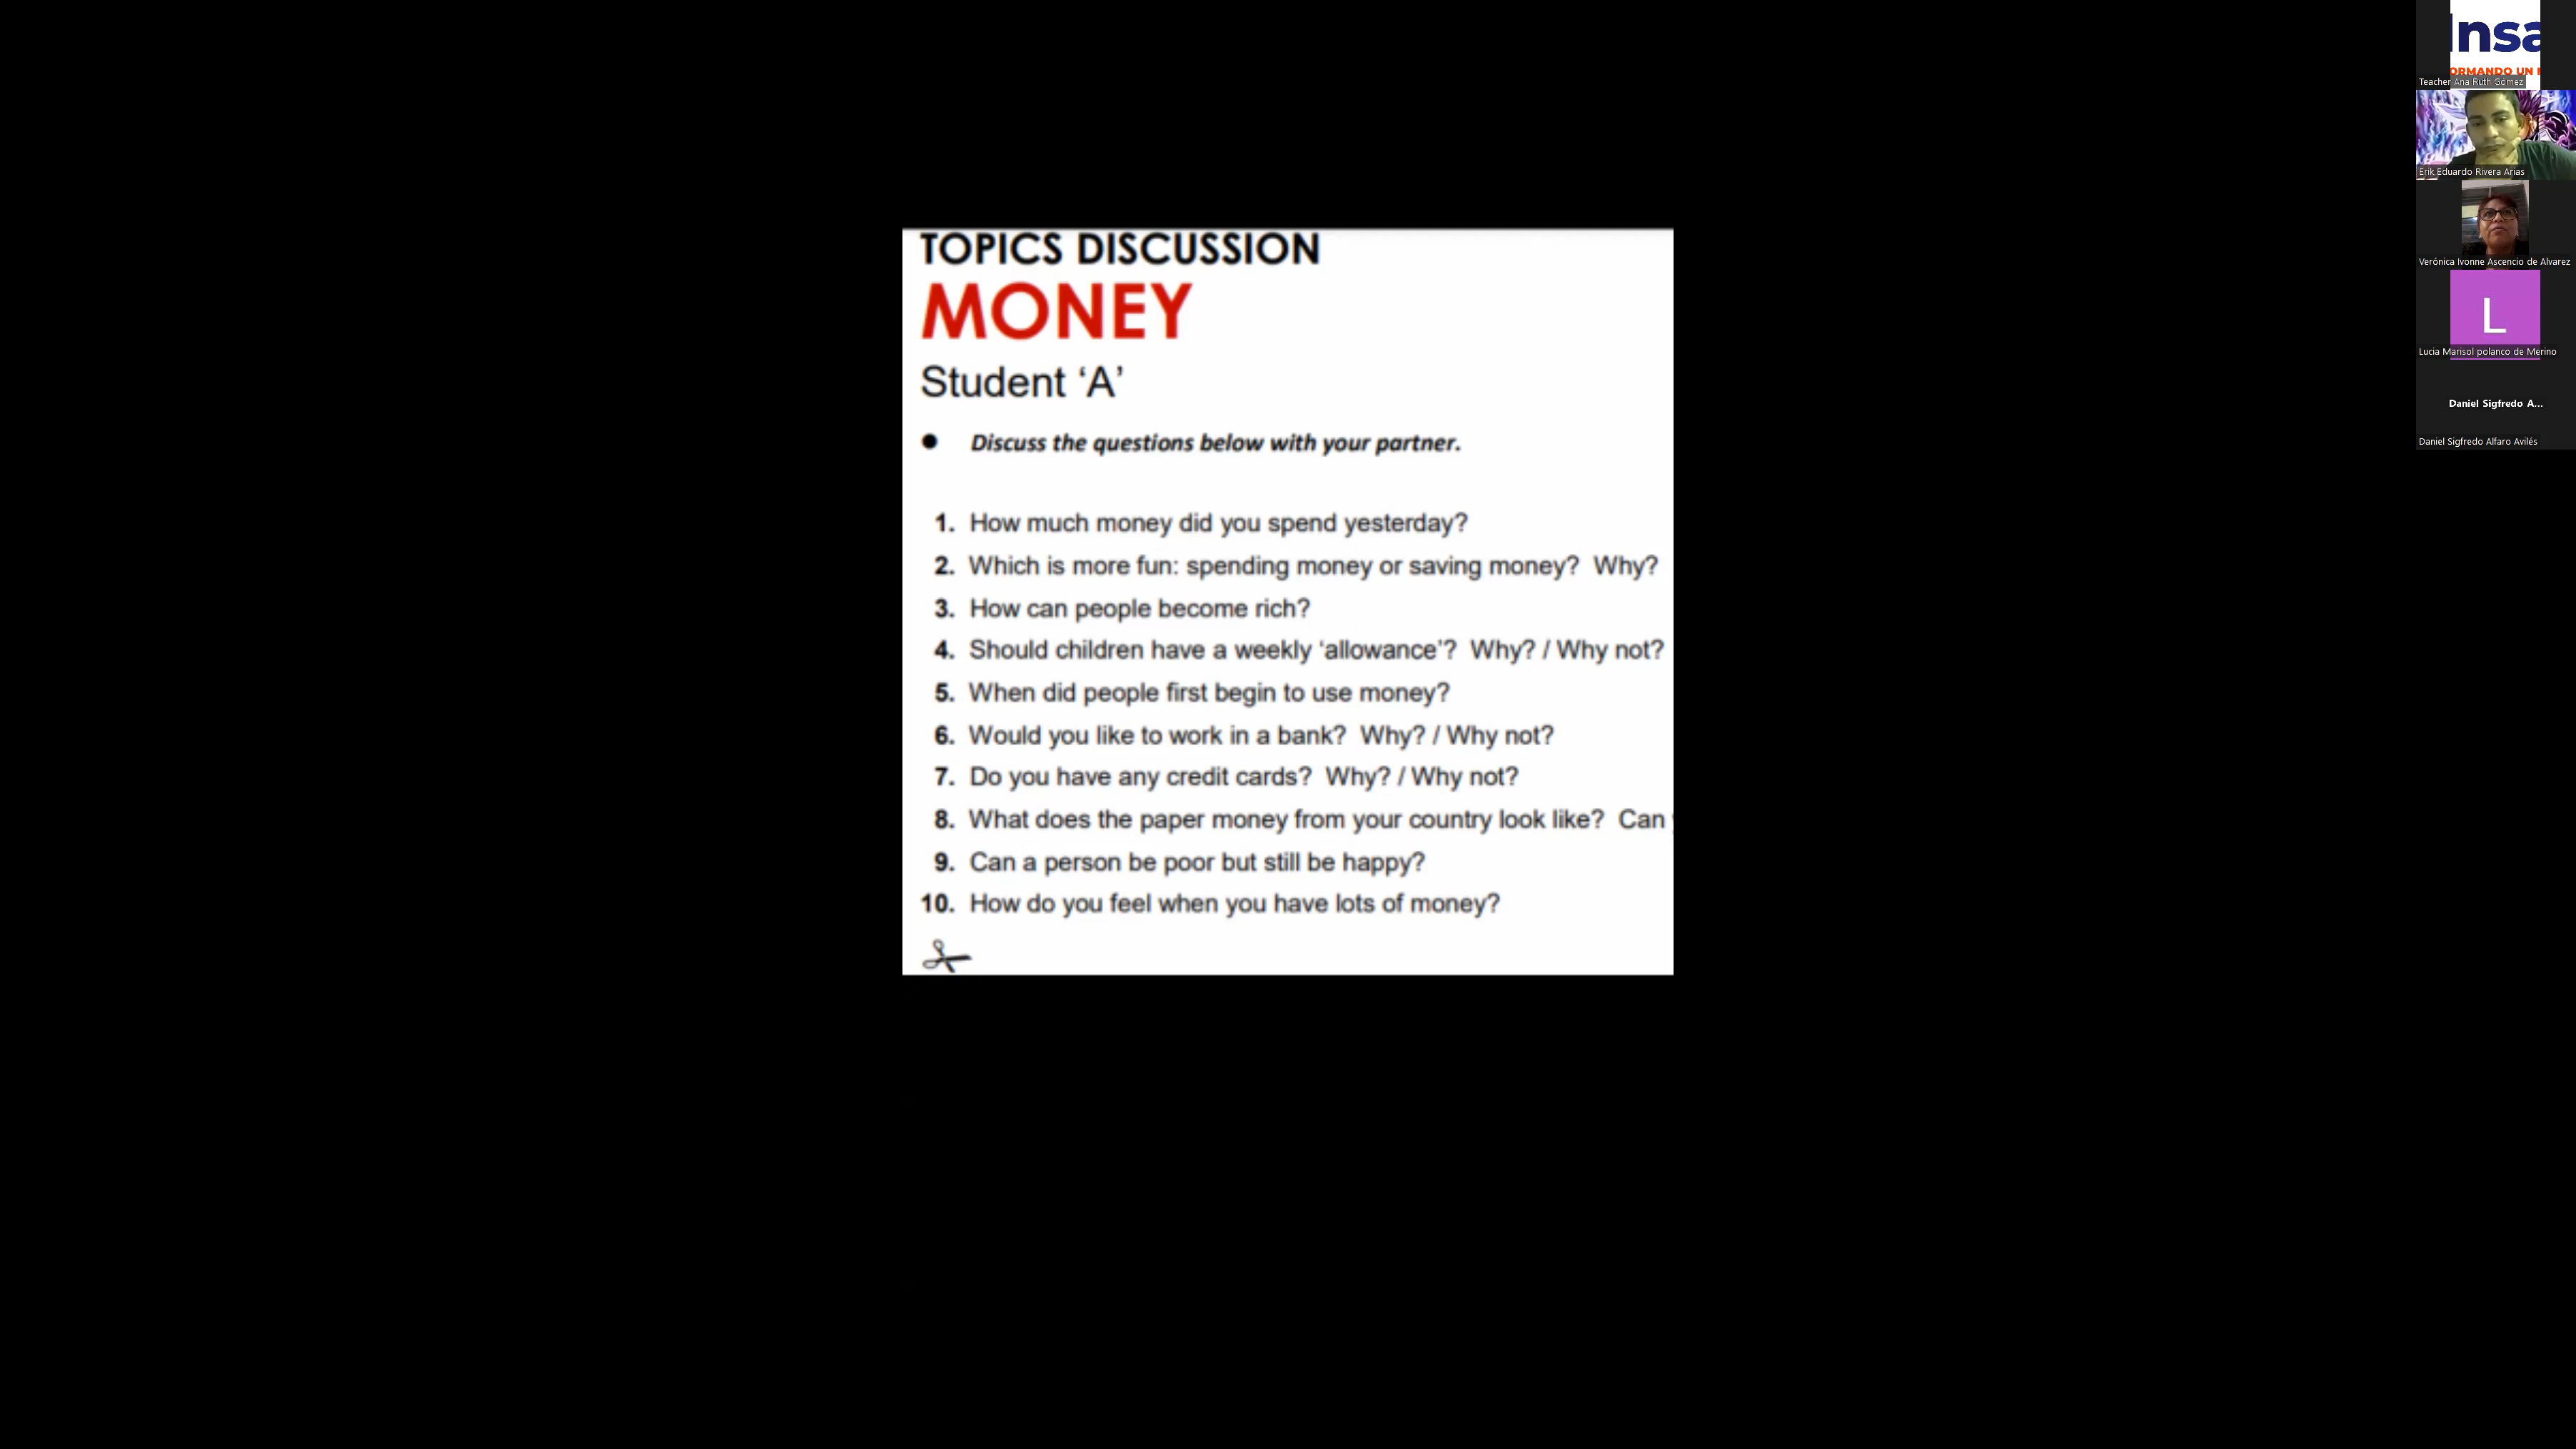 TOPICS DISCUSSION
MONEY
Student ‘A’
● Discuss the questions below with your partner.
1. How much money did you spend yesterday?
2. Which is more fun: spending money or saving money? Why?
3. How can people become rich?
4. Should children have a weekly ‘allowance’? Why? / Why not?
5. When did people first begin to use money?
6. Would you like to work in a bank? Why? / Why not?
7. Do you have any credit cards? Why? / Why not?
8. What does the paper money from your country look like? Can
9. Can a person be poor but still be happy?
10. How do you feel when you have lots of money?
Insa
ORMANDO UN
Teacher Ana Ruth Gómez
Erik Eduardo Rivera Arias
Verónica Ivonne Ascencio de Alvarez
L
Lucia Marisol polanco de Merino
Daniel Sigfredo A...
Daniel Sigfredo Alfaro Avilés